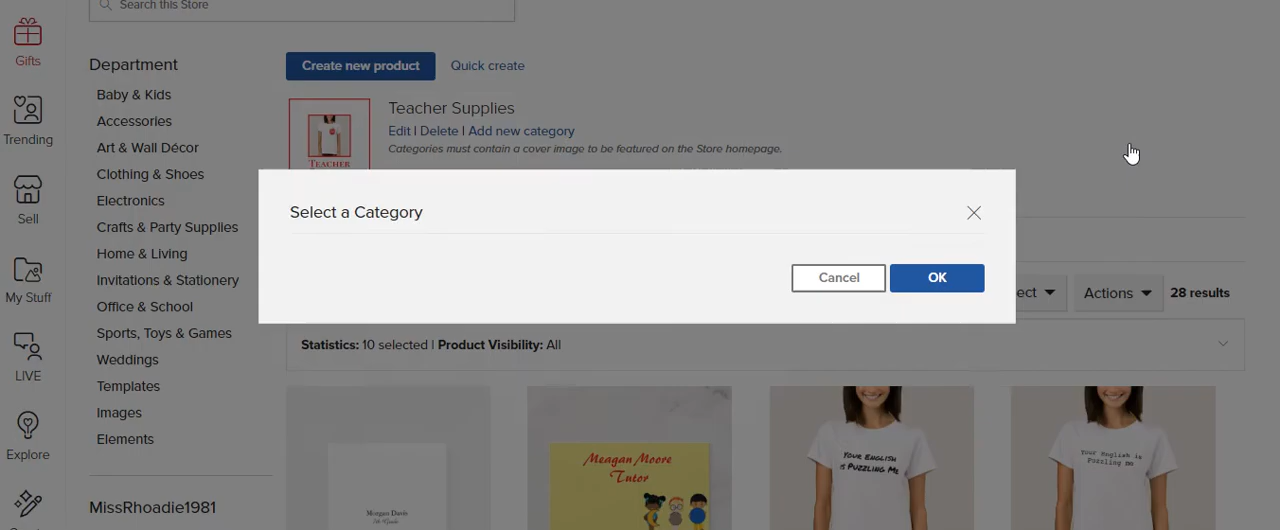 Search this Store
Gifts
Trending
Sell
My Stuff
LIVE
Explore
Department
Baby & Kids
Accessories
Art & Wall Décor
Clothing & Shoes
Electronics
Crafts & Party Supplies
Home & Living
Invitations & Stationery
Office & School
Sports, Toys & Games
Weddings
Templates
Images
Elements
MissRhoadie1981
Create new product Quick create
TEACHER
Teacher Supplies
Edit | Delete | Add new category
Categories must contain a cover image to be featured on the Store homepage.
Select a Category
Cancel OK
Actions 28 results
Statistics: 10 selected | Product Visibility: All
Morgan Davis
Meagan Moore
Tutor
Your English
is Puzzling Me
Your English is
Puzzling me